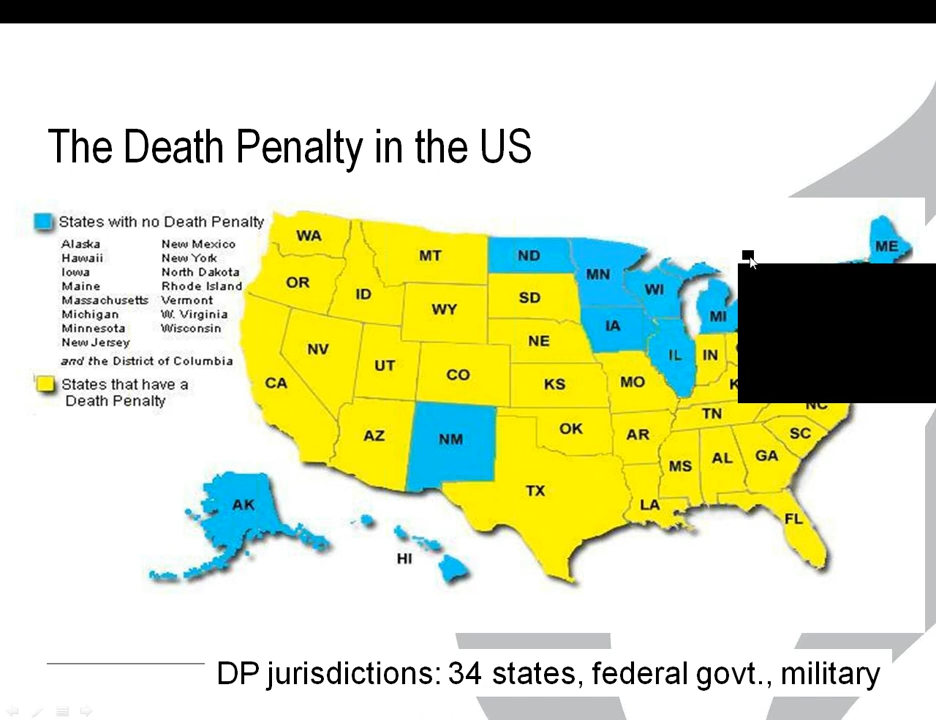 The Death Penalty in the US
States with no Death Penalty
Alaska New Mexico
Hawaii New York
Iowa North Dakota
Maine Rhode Island
Massachusetts Vermont
Michigan W. Virginia
Minnesota Wisconsin
New Jersey
and the District of Columbia
States that have a
Death Penalty
WA
MT
ND
MN
ME
OR
ID
WY
SD
WI
MI
NV
UT
CO
NE
IA
IL
IN
CA
KS
MO
K
AZ
NM
OK
AR
TN
NC
SC
MS
AL
GA
TX
LA
FL
AK
HI
DP jurisdictions: 34 states, federal govt., military